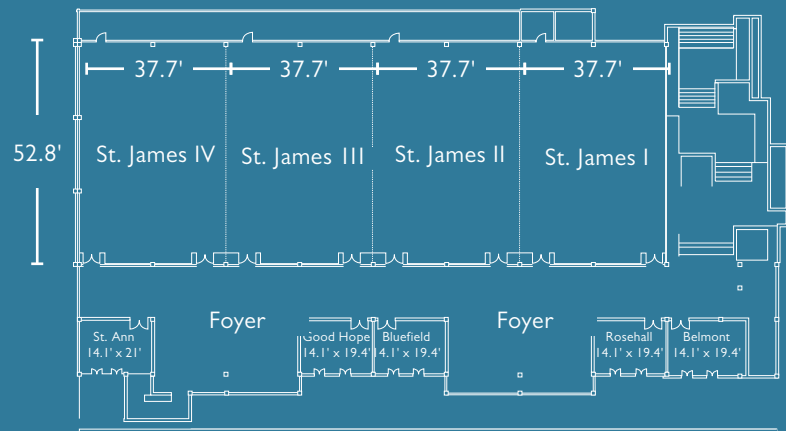 37.7' 37.7' 37.7' 37.7'
52.8' St. James IV St. James III St. James II St. James I
Foyer Foyer
St. Ann Good Hope Bluefield Rosehall Belmont
14.1' x 21' 14.1' x 19.4' 14.1' x 19.4' 14.1' x 19.4' 14.1' x 19.4'